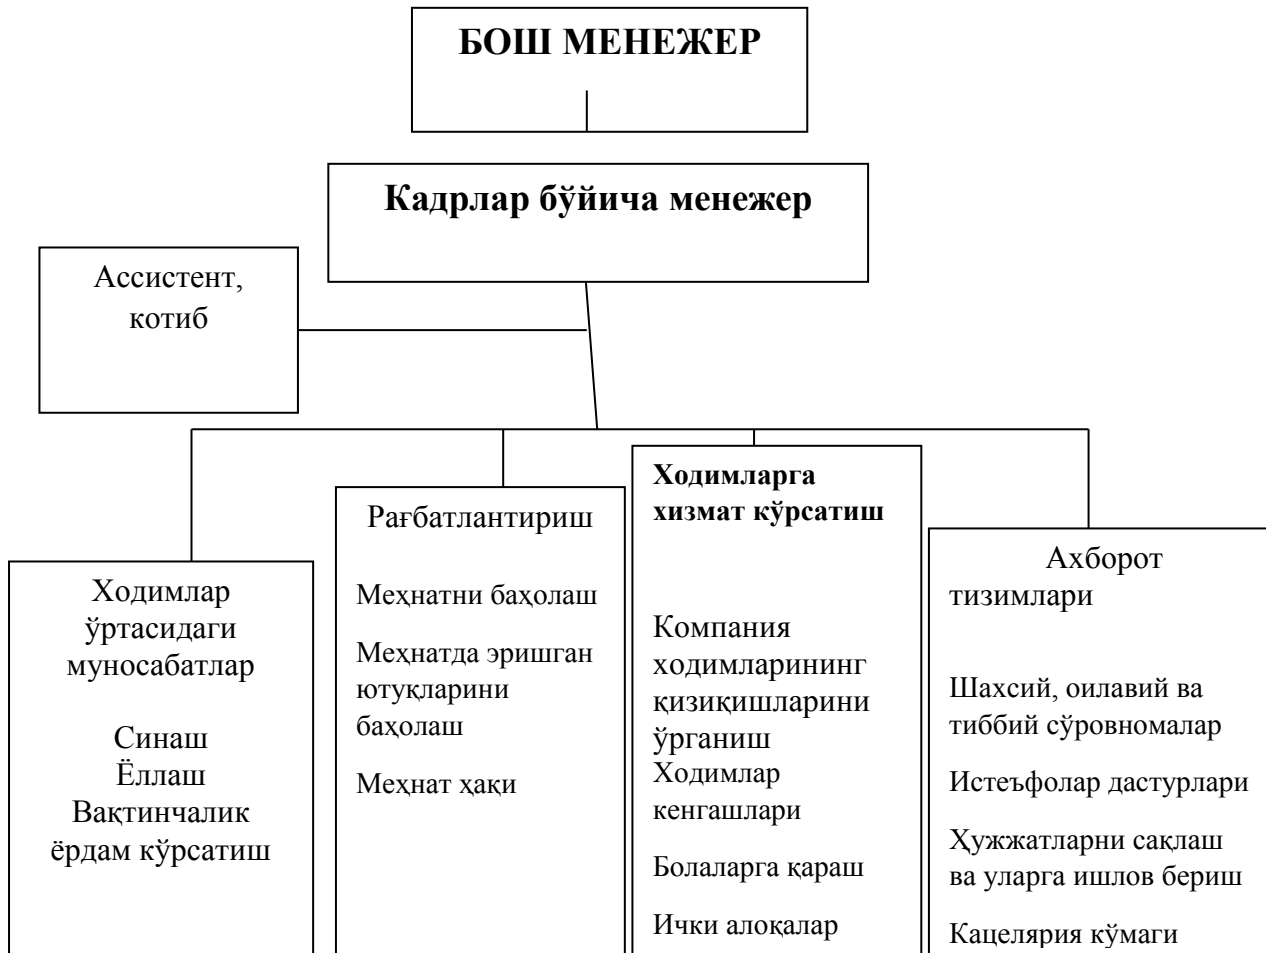 БОШ МЕНЕЖЕР
Кадрлар бўйича менежер
Ассистент,
котиб
Ходимлар
ўртасидаги
муносабатлар
Синаш
Ёллаш
Вақтинчалик
ёрдам кўрсатиш
Рағбатлантириш
Меҳнатни баҳолаш
Меҳнатда эришган
ютуқларини
баҳолаш
Меҳнат ҳақи
Ходимларга
хизмат кўрсатиш
Компания
ходимларининг
қизиқишларини
ўрганиш
Ходимлар
кенгашлари
Болаларга қараш
Ички алоқалар
Ахборот
тизимлари
Шахсий, оилавий ва
тиббий сўровномалар
Истеъфолар дастурлари
Ҳужжатларни сақлаш
ва уларга ишлов бериш
Кацелярия кўмаги